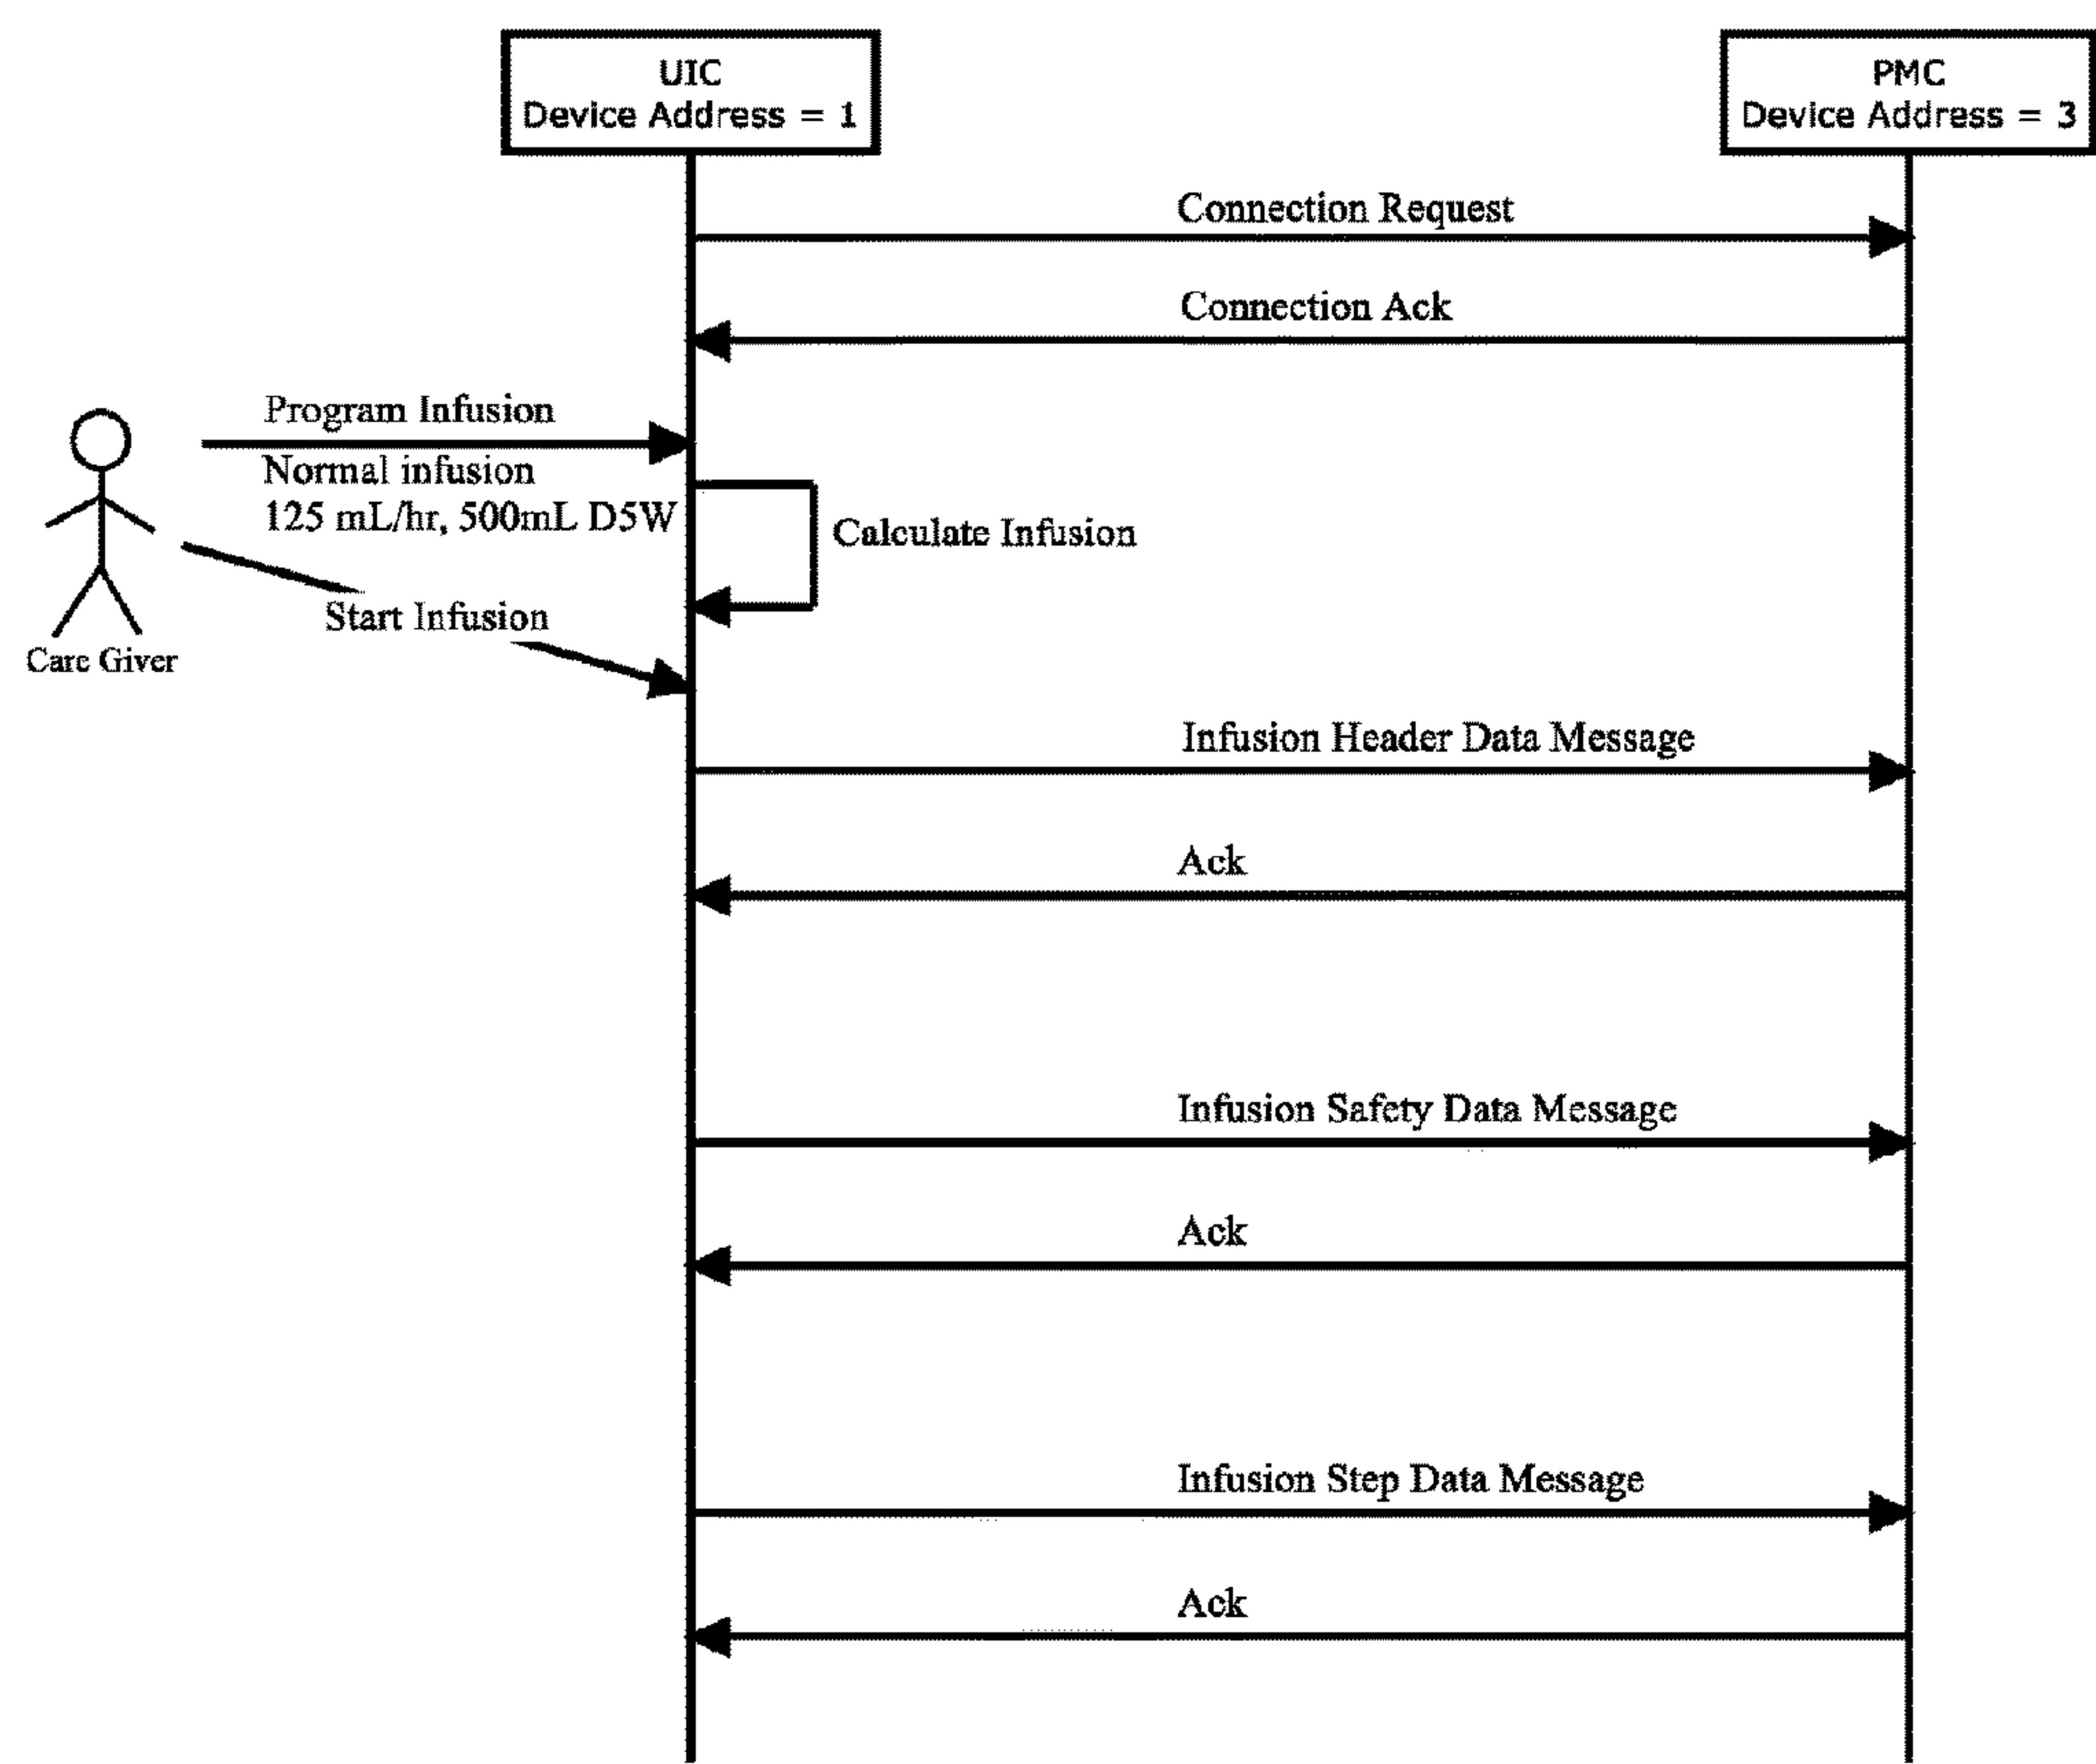 UIC
Device Address = 1
PMC
Device Address = 3
Connection Request
Connection Ack
Program Infusion
Normal infusion
125 mL/hr, 500mL D5W
Calculate Infusion
Start Infusion
Care Giver
Infusion Header Data Message
Ack
Infusion Safety Data Message
Ack
Infusion Step Data Message
Ack